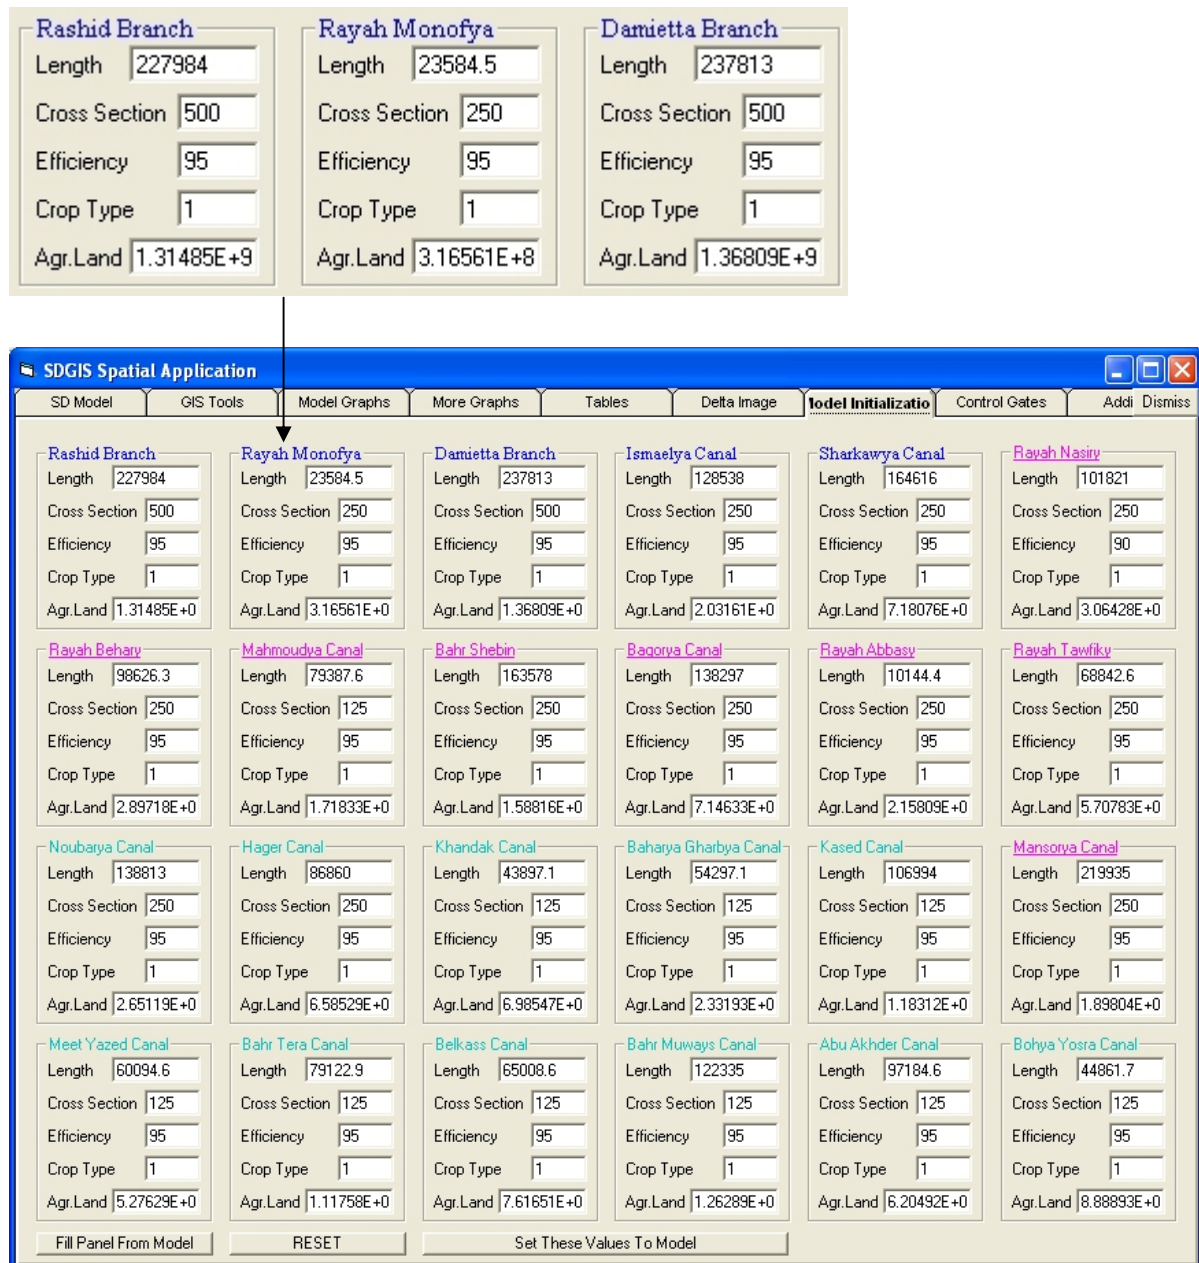 Rashid Branch Rayah Monofya Damietta Branch
Length 227984 Length 23584.5 Length 237813
Cross Section 500 Cross Section 250 Cross Section 500
Efficiency 95 Efficiency 95 Efficiency 95
Crop Type 1 Crop Type 1 Crop Type 1
Agr.Land 1.31485E+9 Agr.Land 3.16561E+8 Agr.Land 1.36809E+9
SDGIS Spatial Application
SD Model GIS Tools Model Graphs More Graphs Tables Delta Image Model Initializatio Control Gates Addi Dismiss
Rashid Branch Rayah Monofya Damietta Branch Ismaelya Canal Sharkawya Canal Rayah Nasiry
Length 227984 Length 23584.5 Length 237813 Length 128538 Length 164616 Length 101821
Cross Section 500 Cross Section 250 Cross Section 500 Cross Section 250 Cross Section 250 Cross Section 250
Efficiency 95 Efficiency 95 Efficiency 95 Efficiency 95 Efficiency 95 Efficiency 90
Crop Type 1 Crop Type 1 Crop Type 1 Crop Type 1 Crop Type 1 Crop Type 1
Agr.Land 1.31485E+0 Agr.Land 3.16561E+0 Agr.Land 1.36809E+0 Agr.Land 2.03161E+0 Agr.Land 7.18076E+0 Agr.Land 3.06428E+0
Rayah Behary Mahmoudya Canal Bahr Shebin Bagorya Canal Rayah Abbasy Rayah Tawfiky
Length 98626.3 Length 79387.6 Length 163578 Length 138297 Length 10144.4 Length 68842.6
Cross Section 250 Cross Section 125 Cross Section 250 Cross Section 250 Cross Section 250 Cross Section 250
Efficiency 95 Efficiency 95 Efficiency 95 Efficiency 95 Efficiency 95 Efficiency 95
Crop Type 1 Crop Type 1 Crop Type 1 Crop Type 1 Crop Type 1 Crop Type 1
Agr.Land 2.89718E+0 Agr.Land 1.71833E+0 Agr.Land 1.58816E+0 Agr.Land 7.14633E+0 Agr.Land 2.15809E+0 Agr.Land 5.70783E+0
Noubarya Canal Hager Canal Khandak Canal Baharya Gharbya Canal Kased Canal Mansorya Canal
Length 138813 Length 86860 Length 43897.1 Length 54297.1 Length 106994 Length 219935
Cross Section 250 Cross Section 250 Cross Section 125 Cross Section 125 Cross Section 125 Cross Section 250
Efficiency 95 Efficiency 95 Efficiency 95 Efficiency 95 Efficiency 95 Efficiency 95
Crop Type 1 Crop Type 1 Crop Type 1 Crop Type 1 Crop Type 1 Crop Type 1
Agr.Land 2.65119E+0 Agr.Land 6.58529E+0 Agr.Land 6.98547E+0 Agr.Land 2.33193E+0 Agr.Land 1.18312E+0 Agr.Land 1.89804E+0
Meet Yazed Canal Bahr Tera Canal Belkass Canal Bahr Muways Canal Abu Akhder Canal Bohya Yosra Canal
Length 60094.6 Length 79122.9 Length 65008.6 Length 122335 Length 97184.6 Length 44861.7
Cross Section 125 Cross Section 125 Cross Section 125 Cross Section 125 Cross Section 125 Cross Section 125
Efficiency 95 Efficiency 95 Efficiency 95 Efficiency 95 Efficiency 95 Efficiency 95
Crop Type 1 Crop Type 1 Crop Type 1 Crop Type 1 Crop Type 1 Crop Type 1
Agr.Land 5.27629E+0 Agr.Land 1.11758E+0 Agr.Land 7.61651E+0 Agr.Land 1.26289E+0 Agr.Land 6.20492E+0 Agr.Land 8.88893E+0
Fill Panel From Model RESET Set These Values To Model